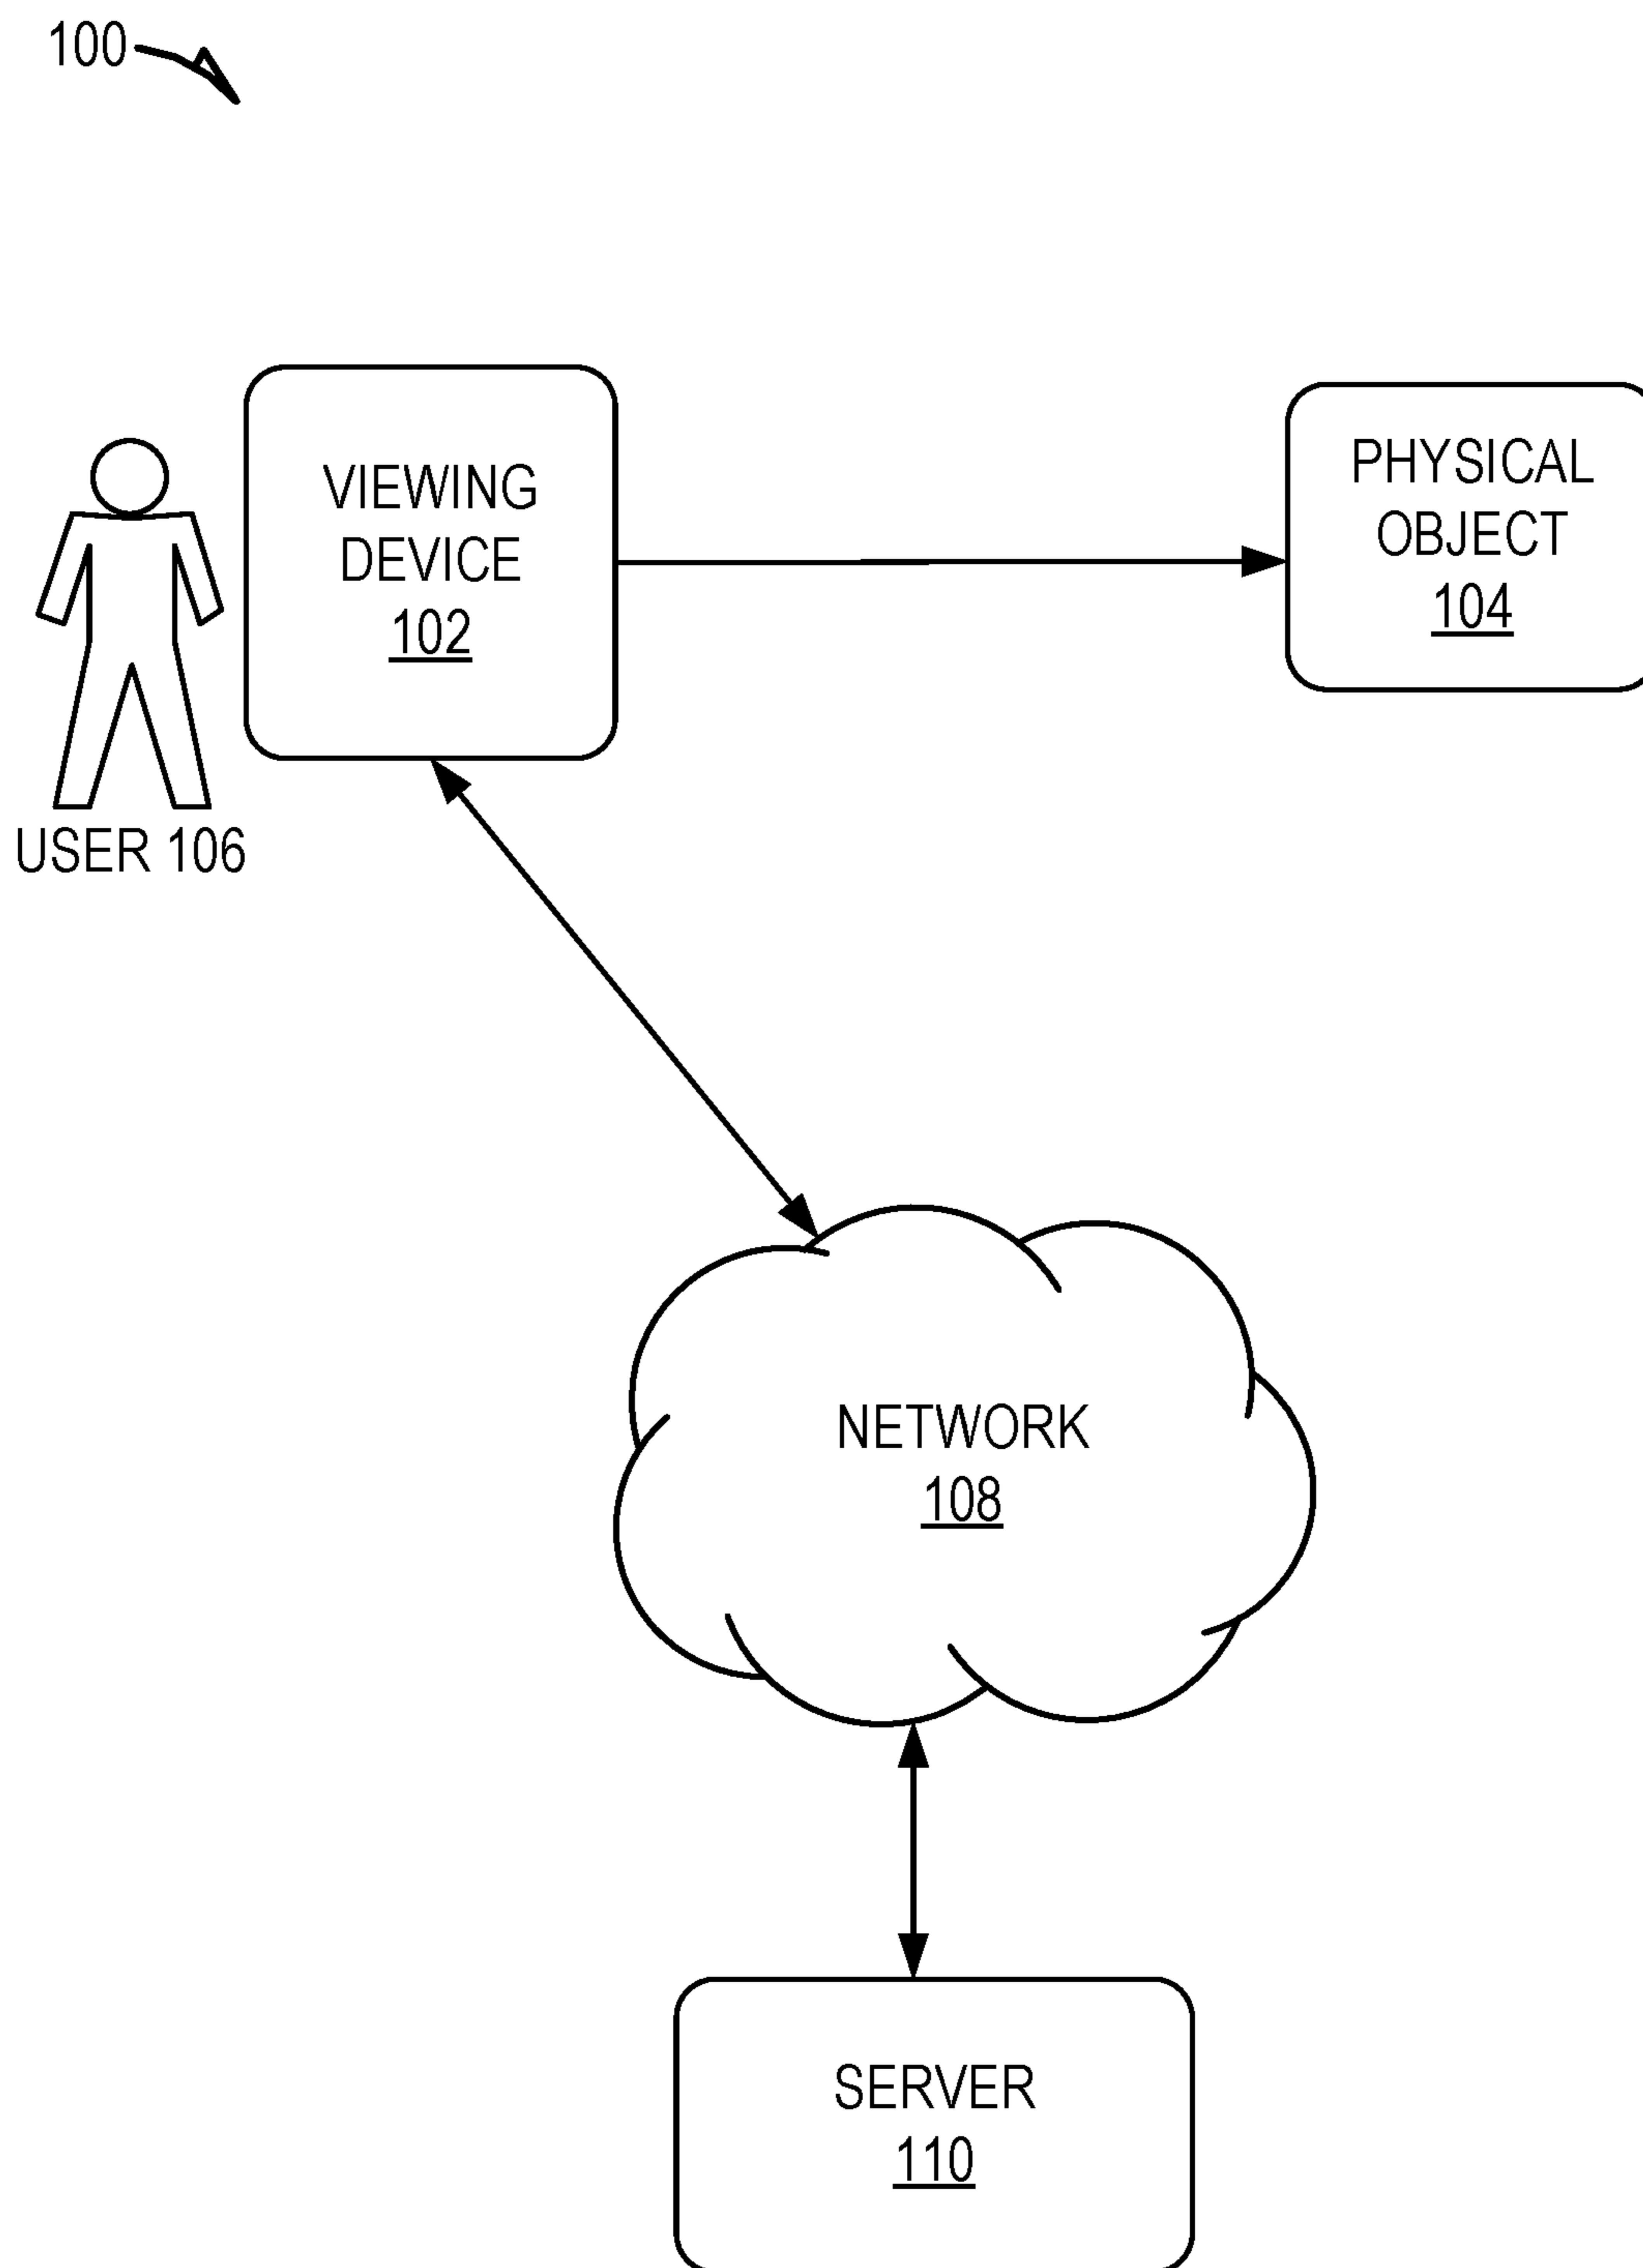 100
VIEWING
DEVICE
102
PHYSICAL
OBJECT
104
USER 106
NETWORK
108
SERVER
110